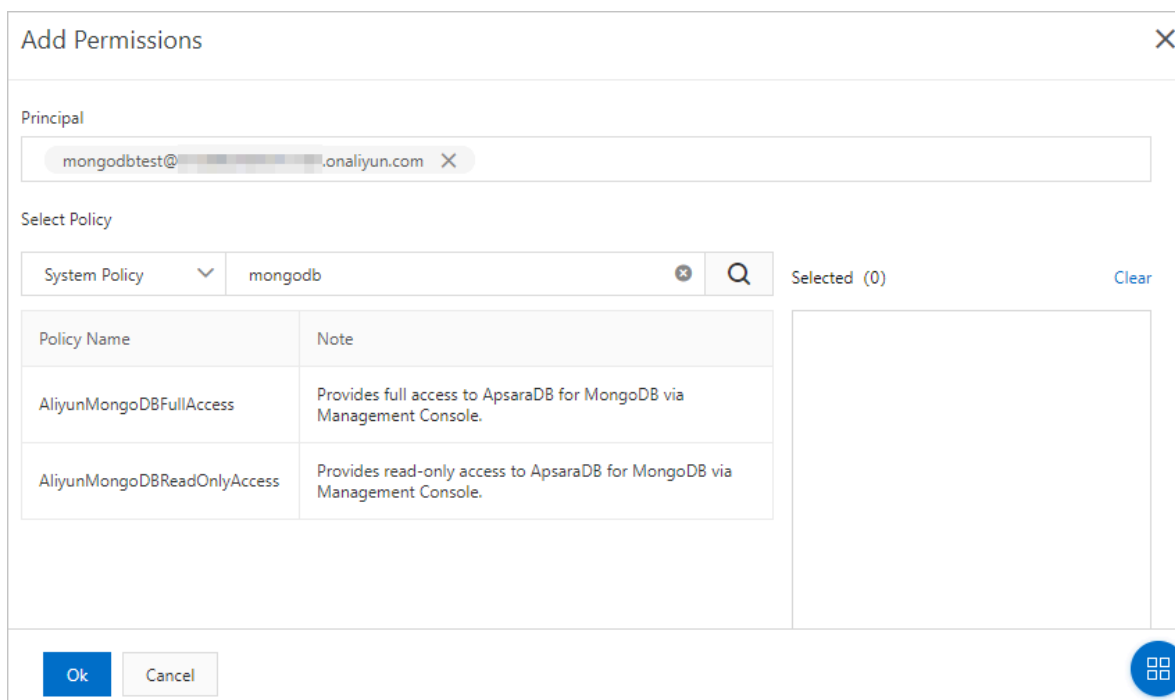 Add Permissions
Principal
mongodbtest@ .onaliyun.com
Select Policy
System Policy
mongodb
Selected (0)
Clear
Policy Name
Note
AliyunMongoDBFullAccess
Provides full access to ApsaraDB for MongoDB via
Management Console.
AliyunMongoDBReadOnlyAccess
Provides read-only access to ApsaraDB for MongoDB via
Management Console.
Ok
Cancel